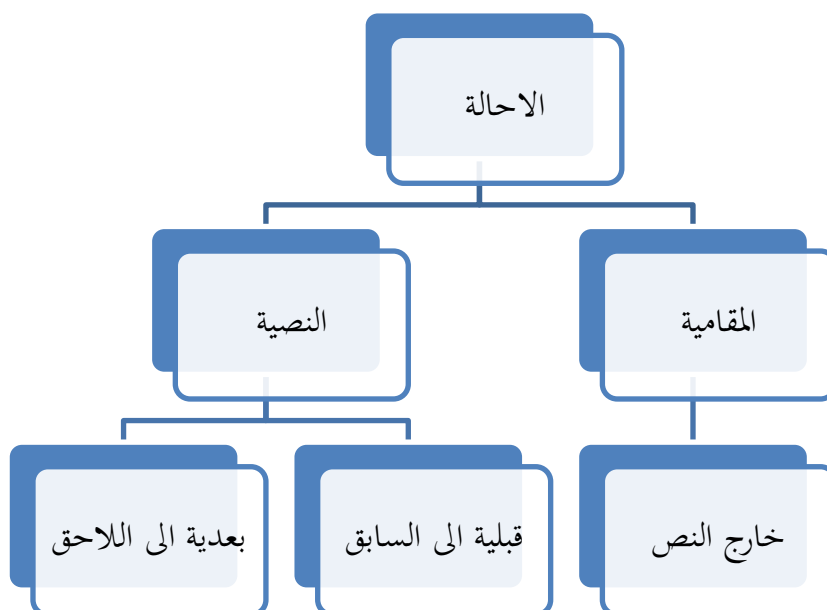 الاحالة
المقامية
النصية
خارج النص
قبلية الى السابق
بعدية الى اللاحق